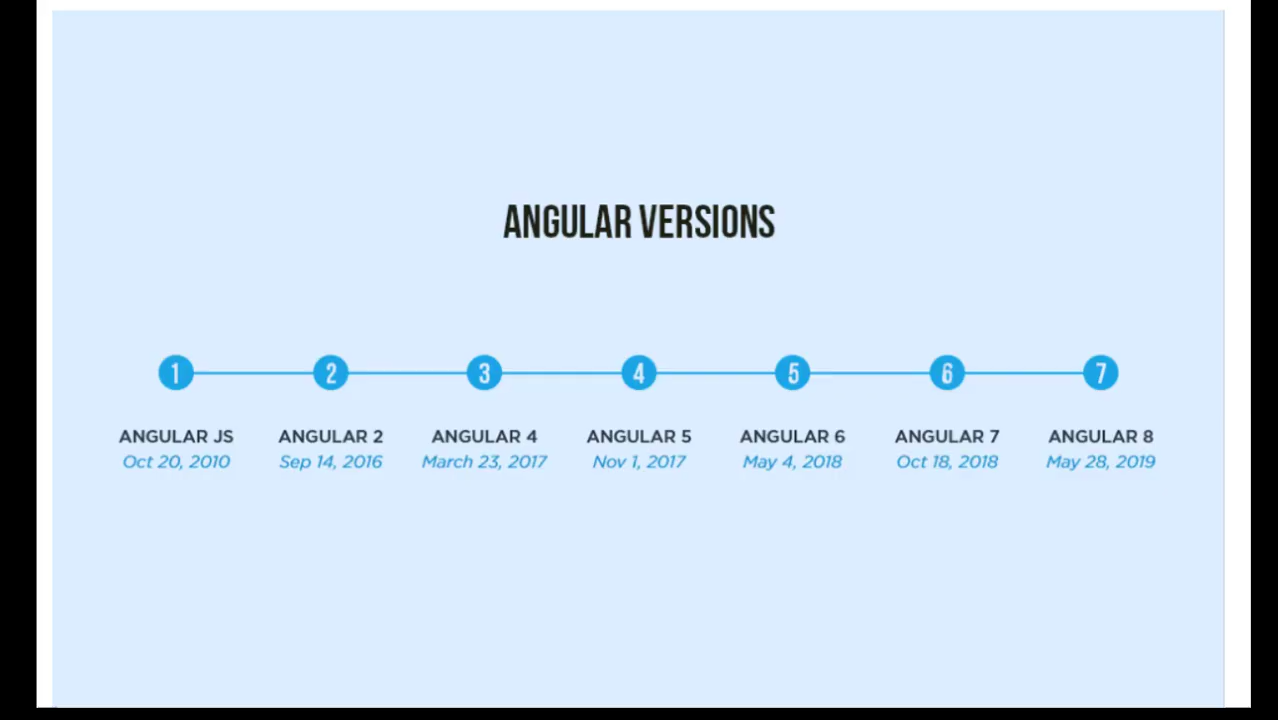 ANGULAR VERSIONS
1 2 3 4 5 6 7
ANGULAR JS ANGULAR 2 ANGULAR 4 ANGULAR 5 ANGULAR 6 ANGULAR 7 ANGULAR 8
Oct 20, 2010 Sep 14, 2016 March 23, 2017 Nov 1, 2017 May 4, 2018 Oct 18, 2018 May 28, 2019